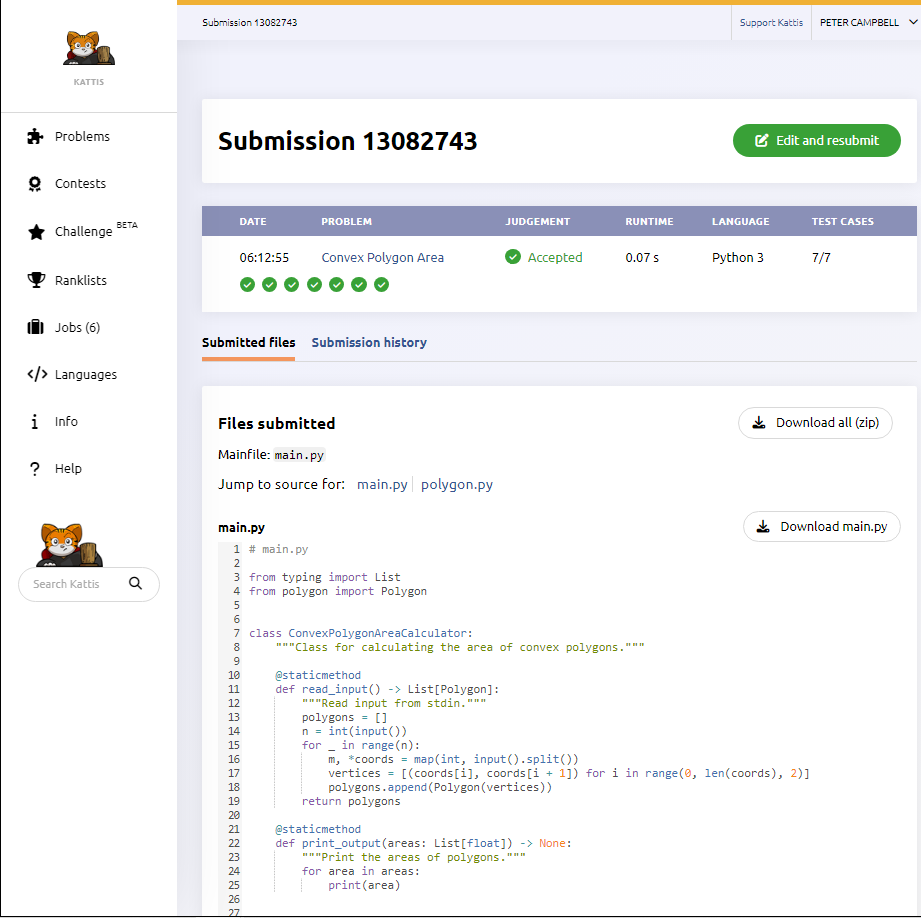 Submission 13082743
Support Kattis
PETER CAMPBELL
KATTIS
Problems
Contests
Challenge BETA
Ranklists
Jobs (6)
Languages
Info
Help
Search Kattis
Submission 13082743
Edit and resubmit
DATE PROBLEM JUDGEMENT RUNTIME LANGUAGE TEST CASES
06:12:55 Convex Polygon Area Accepted 0.07 s Python 3 7/7
Submitted files Submission history
Files submitted
Download all (zip)
Mainfile: main.py
Jump to source for: main.py polygon.py
main.py
Download main.py
1 # main.py
2
3 from typing import List
4 from polygon import Polygon
5
6
7 class ConvexPolygonAreaCalculator:
8     """Class for calculating the area of convex polygons."""
9
10     @staticmethod
11     def read_input() -> List[Polygon]:
12         """Read input from stdin."""
13         polygons = []
14         n = int(input())
15         for _ in range(n):
16             m, *coords = map(int, input().split())
17             vertices = [(coords[i], coords[i + 1]) for i in range(0, len(coords), 2)]
18             polygons.append(Polygon(vertices))
19         return polygons
20
21     @staticmethod
22     def print_output(areas: List[float]) -> None:
23         """Print the areas of polygons."""
24         for area in areas:
25             print(area)
26
27